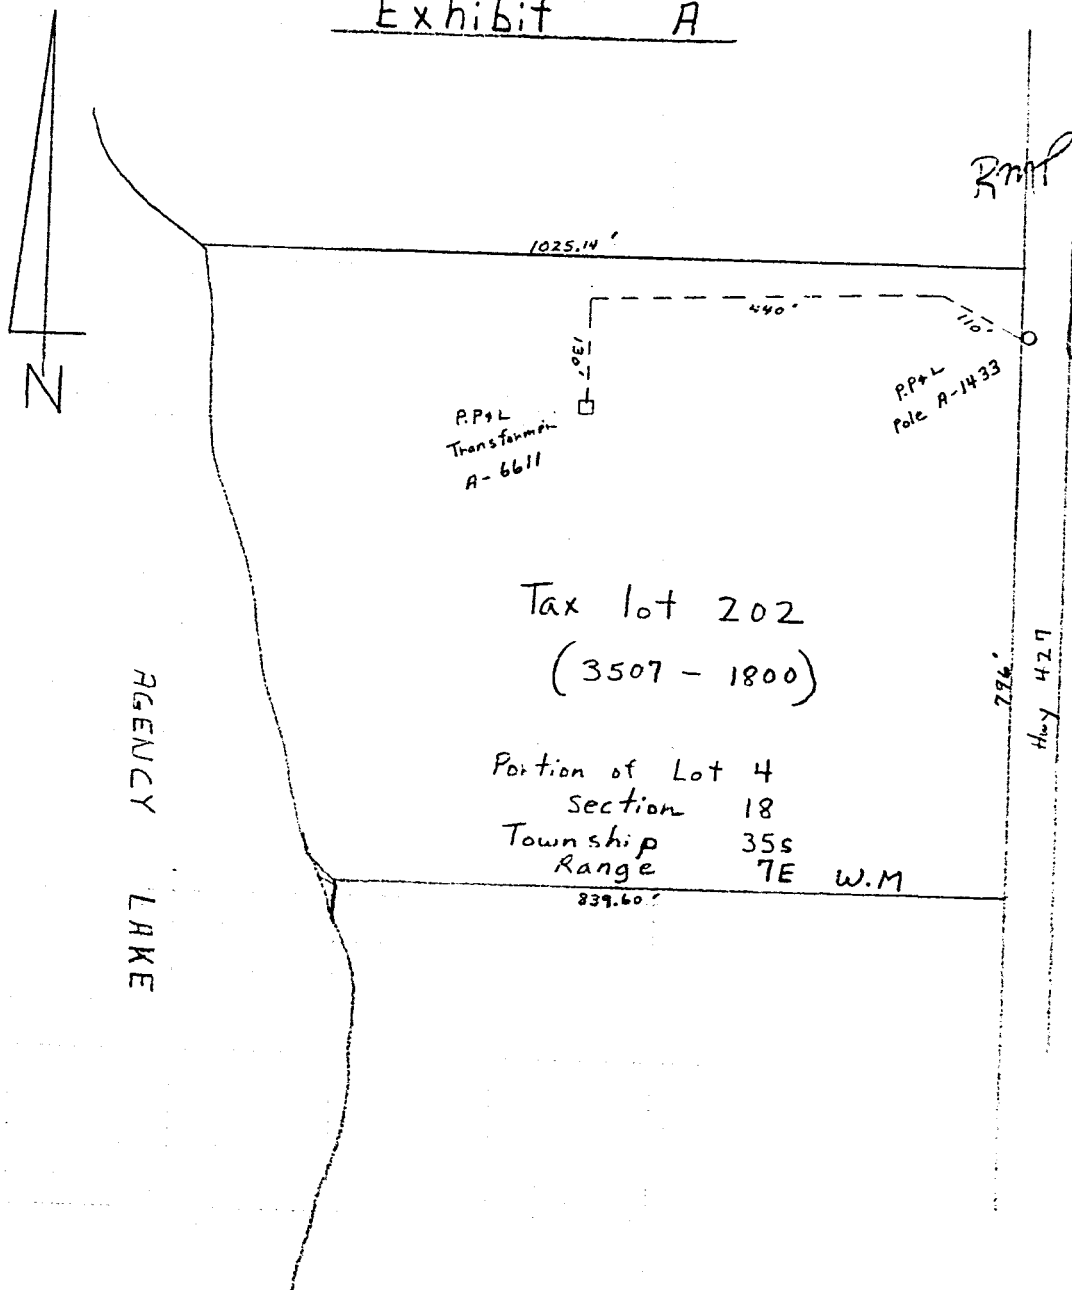 Exhibit A
1025.14'
440'
110'
130'
P.P&L
Pole A-1433
P.P&L
Transformer
A-6611
N
Tax lot 202
(3507 - 1800)
796'
Hwy 427
Portion of Lot 4
Section 18
Township 35s
Range 7E W.M
839.60'
AGENCY LAKE